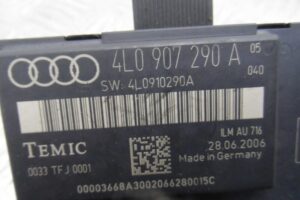 4L0 907 290 A 05
040
SW: 4L0910290A
ILM AU 716
TEMIC 28.06.2006
0033 TFJ 0001 Made in Germany
00003668A3002066280015C